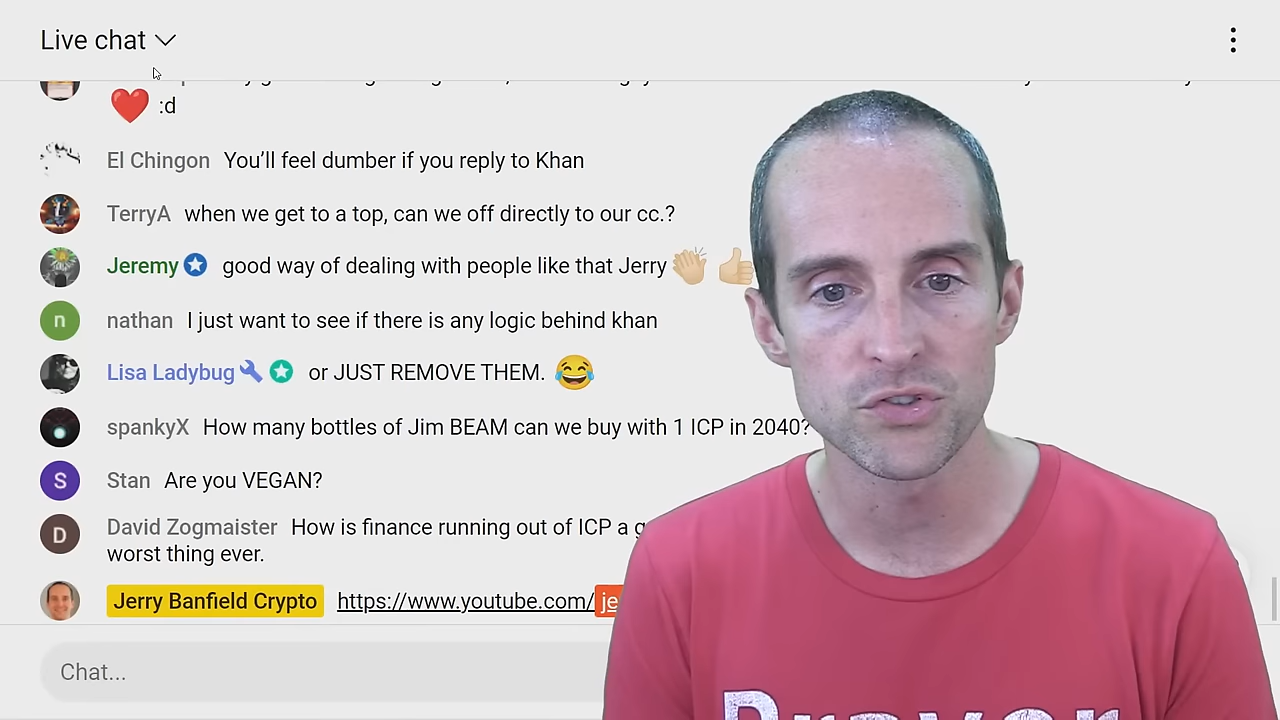 Live chat
:d
El Chingon You’ll feel dumber if you reply to Khan
TerryA when we get to a top, can we off directly to our cc.?
Jeremy good way of dealing with people like that Jerry
n nathan I just want to see if there is any logic behind khan
Lisa Ladybug or JUST REMOVE THEM.
spankyX How many bottles of Jim BEAM can we buy with 1 ICP in 2040?
S Stan Are you VEGAN?
D David Zogmaister How is finance running out of ICP a g
worst thing ever.
Jerry Banfield Crypto https://www.youtube.com/je
Chat...
Prayer